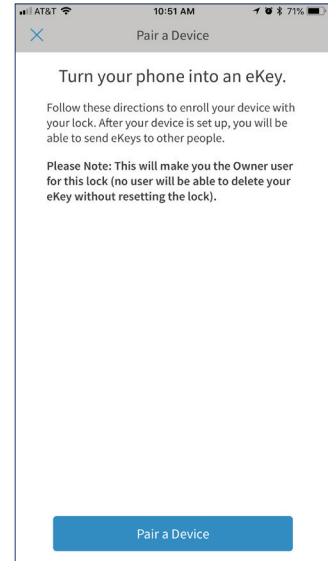 AT&T 10:51 AM 71%
Pair a Device
Turn your phone into an eKey.
Follow these directions to enroll your device with
your lock. After your device is set up, you will be
able to send eKeys to other people.
Please Note: This will make you the Owner user
for this lock (no user will be able to delete your
eKey without resetting the lock).
Pair a Device